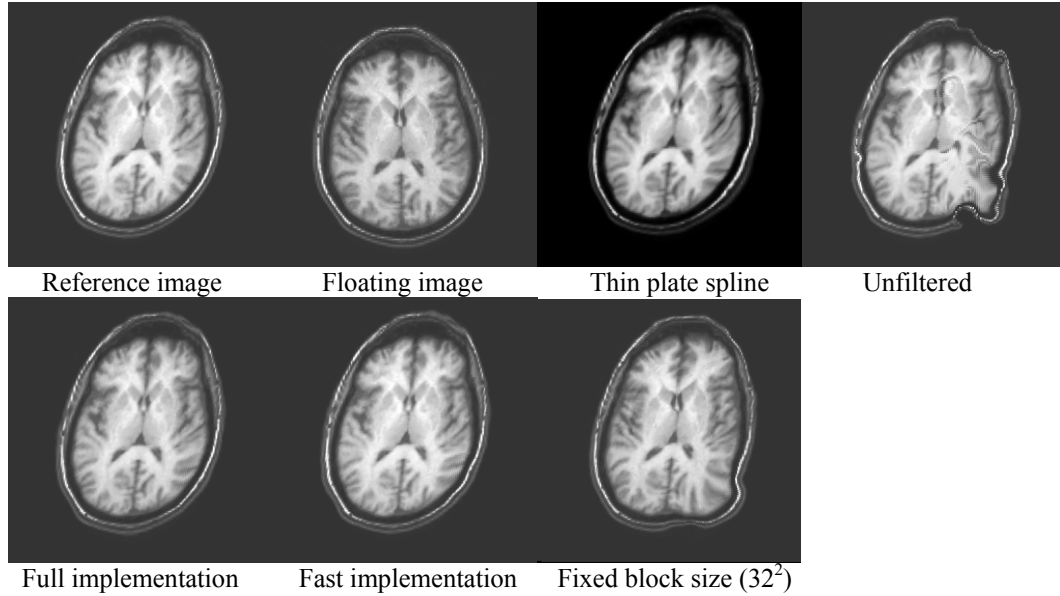 Reference image Floating image Thin plate spline Unfiltered
Full implementation Fast implementation Fixed block size (32²)